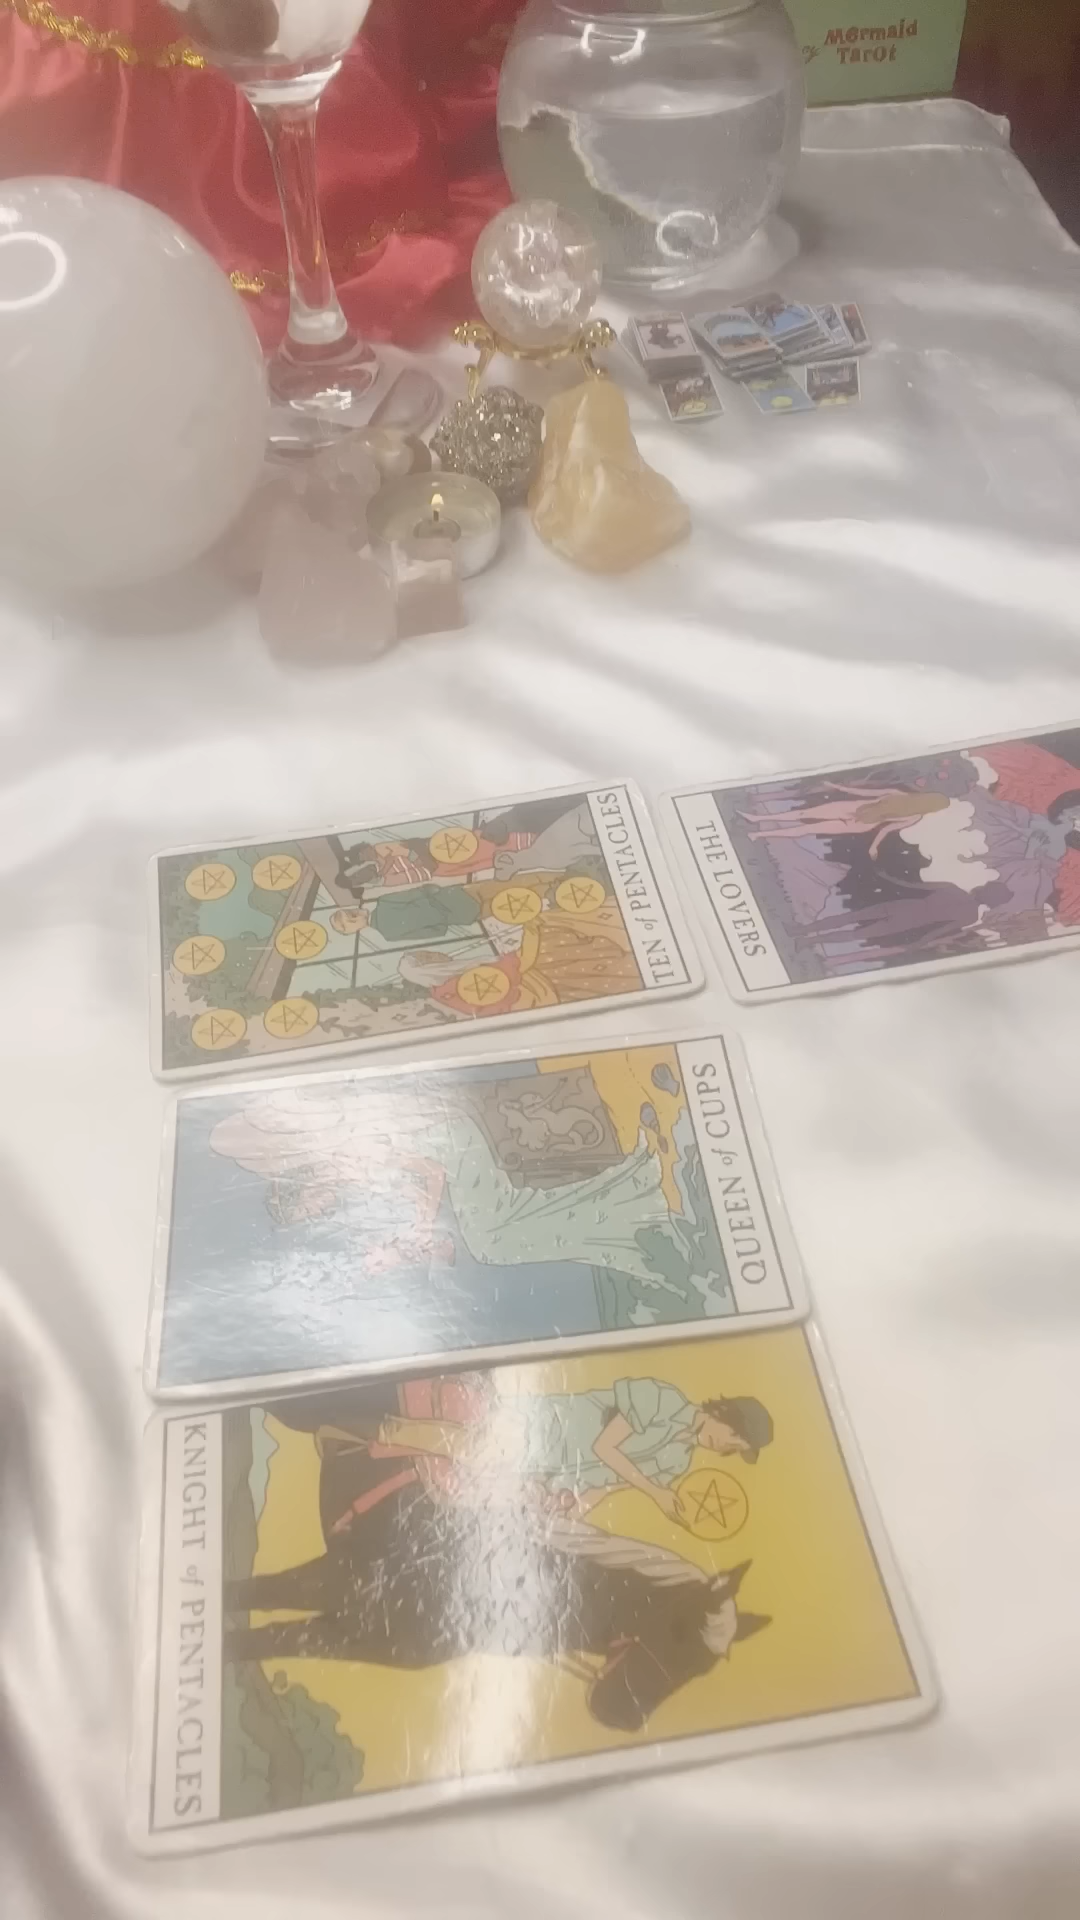 Mermaid
Tarot
TEN of PENTACLES
THE LOVERS
QUEEN of CUPS
KNIGHT of PENTACLES